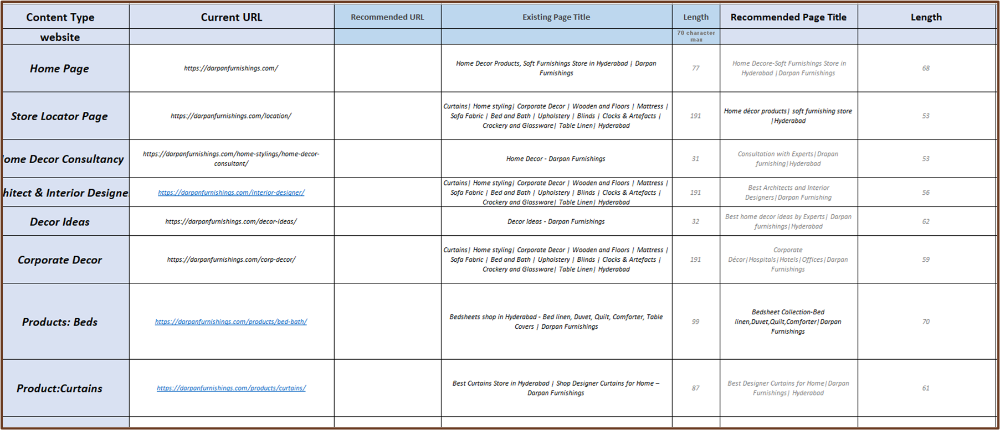 Content Type Current URL Recommended URL Existing Page Title Length Recommended Page Title Length
website 70 character
max
Home Page https://darpanfurnishings.com/ Home Decor Products, Soft Furnishings Store in Hyderabad | Darpan
Furnishings 77 Home Decore-Soft Furnishings Store in
Hyderabad |Darpan Furnishings 68
Store Locator Page https://darpanfurnishings.com/location/ Curtains| Home styling| Corporate Decor | Wooden and Floors | Mattress |
Sofa Fabric | Bed and Bath | Upholstery | Blinds | Clocks & Artefacts |
Crockery and Glassware| Table Linen| Hyderabad 191 Home décor products| soft furnishing store
|Hyderabad 53
ome Decor Consultancy https://darpanfurnishings.com/home-stylings/home-decor-
consultant/ Home Decor - Darpan Furnishings 31 Consultation with Experts|Drapan
furnishing|Hyderabad 53
hitect & Interior Designe https://darpanfurnishings.com/interior-designer/ Curtains| Home styling| Corporate Decor | Wooden and Floors | Mattress |
Sofa Fabric | Bed and Bath | Upholstery | Blinds | Clocks & Artefacts |
Crockery and Glassware| Table Linen| Hyderabad 191 Best Architects and Interior
Designers|Darpan Furnishing 56
Decor Ideas https://darpanfurnishings.com/decor-ideas/ Decor Ideas - Darpan Furnishings 32 Best home decor ideas by Experts| Darpan
furnishings|Hyderabad 62
Corporate Decor https://darpanfurnishings.com/corp-decor/ Curtains| Home styling| Corporate Decor | Wooden and Floors | Mattress |
Sofa Fabric | Bed and Bath | Upholstery | Blinds | Clocks & Artefacts |
Crockery and Glassware| Table Linen| Hyderabad 191 Corporate
Décor|Hospitals|Hotels|Offices|Darpan
Furnishings 59
Products: Beds https://darpanfurnishings.com/products/bed-bath/ Bedsheets shop in Hyderabad - Bed linen, Duvet, Quilt, Comforter, Table
Covers | Darpan Furnishings 99 Bedsheet Collection-Bed
linen,Duvet,Quilt,Comforter|Darpan
Furnishings 70
Product:Curtains https://darpanfurnishings.com/products/curtains/ Best Curtains Store in Hyderabad | Shop Designer Curtains for Home –
Darpan Furnishings 87 Best Designer Curtains for Home|Darpan
Furnishings| Hyderabad 61